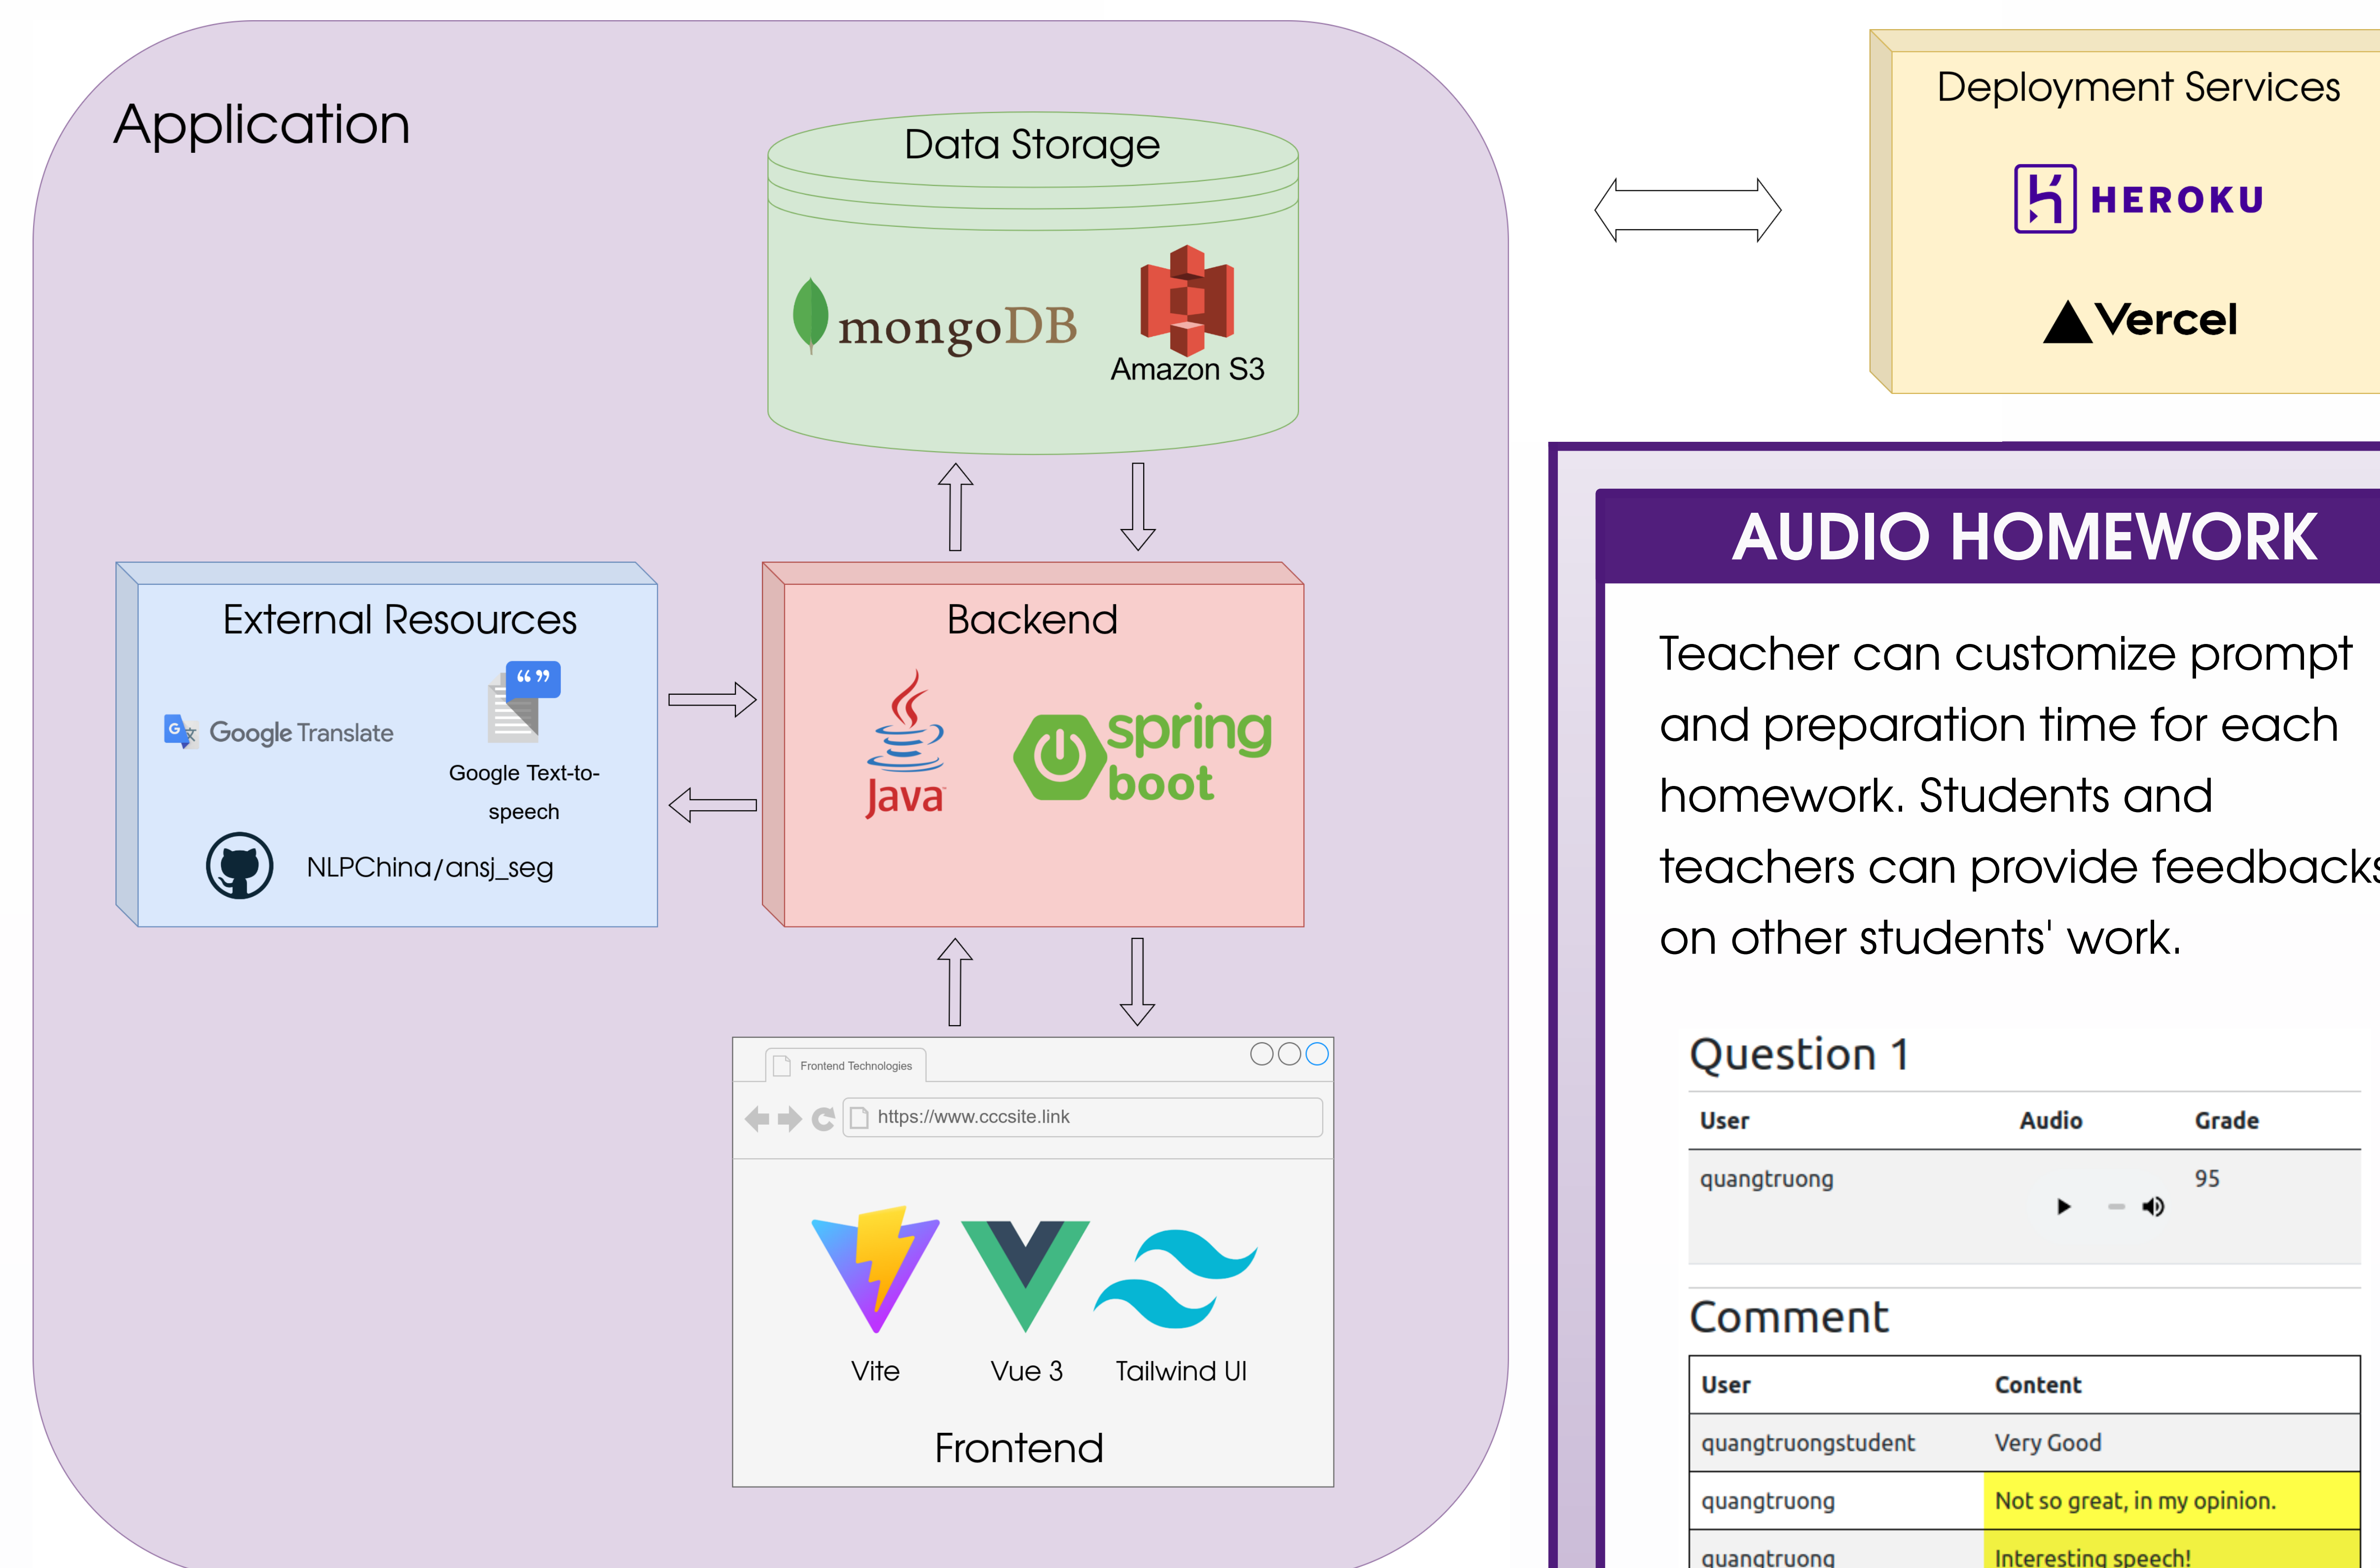 Application
Data Storage
mongoDB
Amazon S3
External Resources
Google Translate
“ ”
Google Text-to-
speech
NLPChina/ansj_seg
Backend
Java
spring
boot
Frontend Technologies
https://www.cccsite.link
Vite Vue 3 Tailwind UI
Frontend
Deployment Services
HEROKU
Vercel
AUDIO HOMEWORK
Teacher can customize prompt
and preparation time for each
homework. Students and
teachers can provide feedbacks
on other students' work.
Question 1
User Audio Grade
quangtruong 95
Comment
User Content
quangtruongstudent Very Good
quangtruong Not so great, in my opinion.
quangtruong Interesting speech!